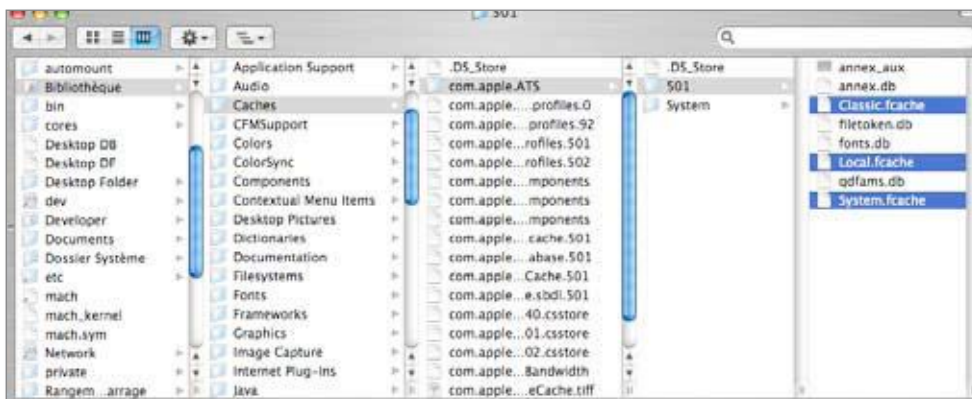 501
automount
Bibliothèque
bin
cores
Desktop DB
Desktop DF
Desktop Folder
dev
Developer
Documents
Dossier Système
etc
mach
mach_kernel
mach.sym
Network
private
Rangem...arrage
Application Support
Audio
Caches
CFMSupport
Colors
ColorSync
Components
Contextual Menu Items
Desktop Pictures
Dictionaries
Documentation
Filesystems
Fonts
Frameworks
Graphics
Image Capture
Internet Plug-Ins
Java
.DS_Store
com.apple.ATS
com.apple....profiles.0
com.apple...profiles.92
com.apple...rofiles.501
com.apple...rofiles.502
com.apple...mponents
com.apple...mponents
com.apple...mponents
com.apple...cache.501
com.apple...abase.501
com.apple...Cache.501
com.apple...e.sbdl.501
com.apple...40.csstore
com.apple...01.csstore
com.apple...02.csstore
com.apple...Bandwidth
com.apple...eCache.tiff
.DS_Store
501
System
annex_aux
annex.db
Classic.fcache
filetoken.db
fonts.db
Local.fcache
qdfams.db
System.fcache